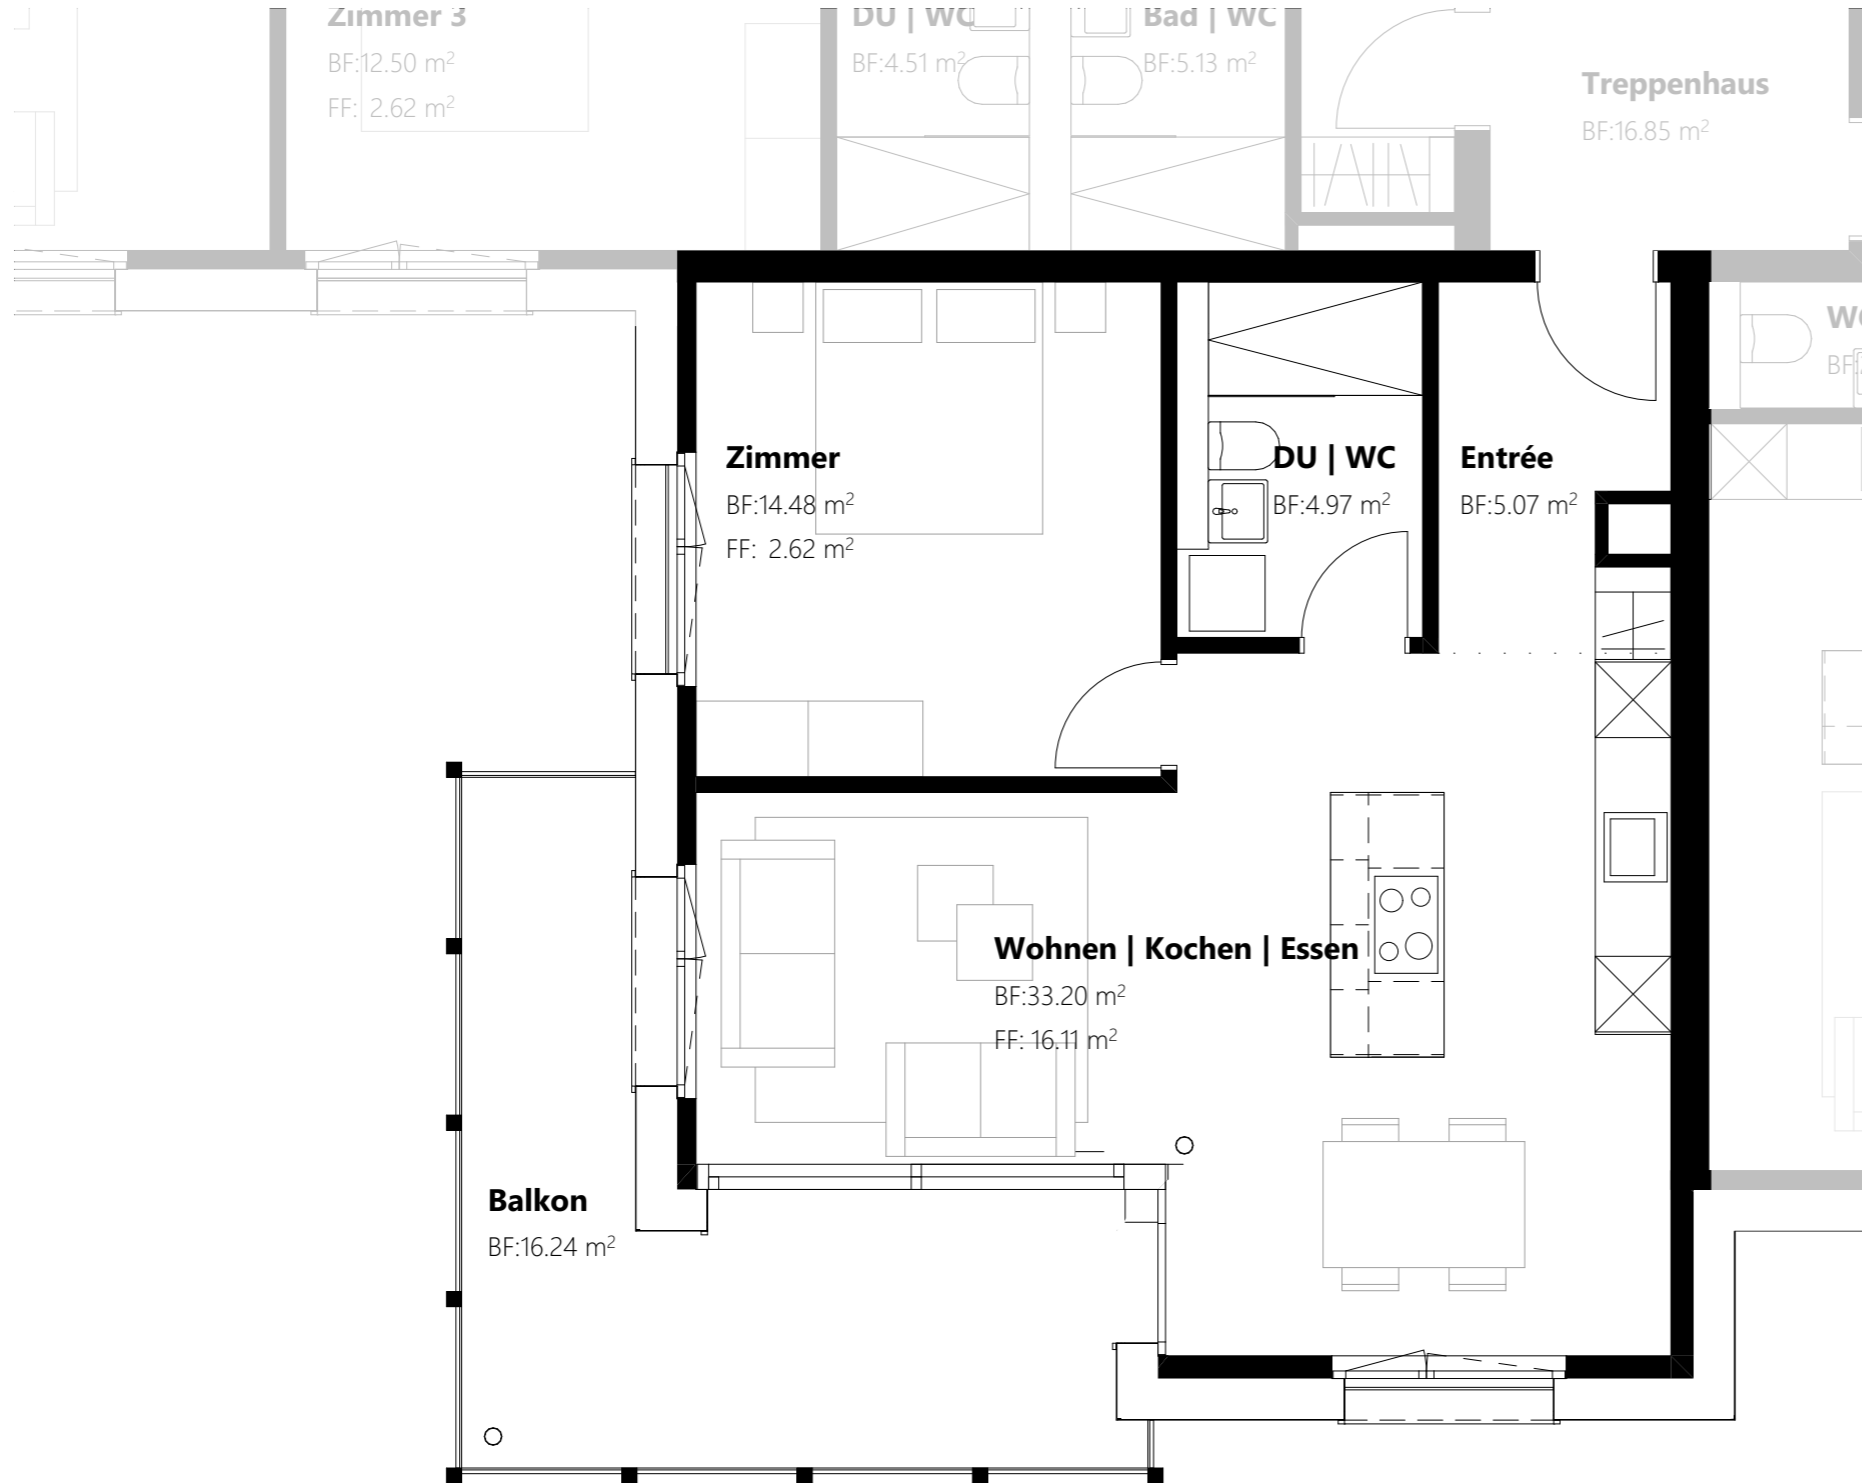 Zimmer 3
BF:12.50 m²
FF: 2.62 m²
DU | WC
BF:4.51 m²
Bad | WC
BF:5.13 m²
Treppenhaus
BF:16.85 m²
Zimmer
BF:14.48 m²
FF: 2.62 m²
DU | WC
BF:4.97 m²
Entrée
BF:5.07 m²
Wohnen | Kochen | Essen
BF:33.20 m²
FF: 16.11 m²
Balkon
BF:16.24 m²